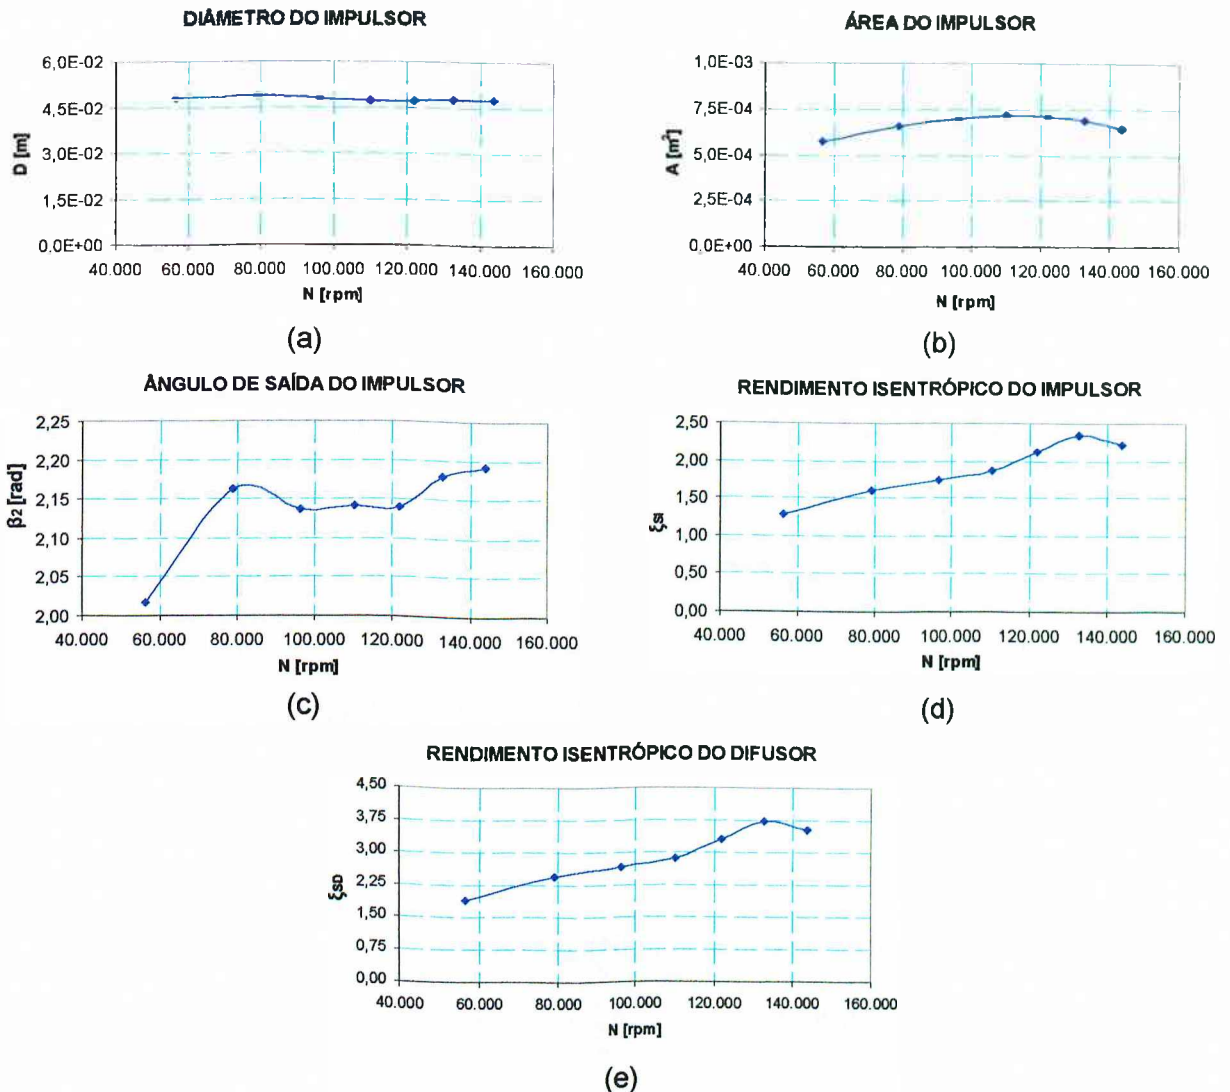 DIÂMETRO DO IMPULSOR
6,0E-02
4,5E-02
3,0E-02
1,5E-02
0,0E+00
D [m]
40.000 60.000 80.000 100.000 120.000 140.000 160.000
N [rpm]
(a)
ÁREA DO IMPULSOR
1,0E-03
7,5E-04
5,0E-04
2,5E-04
0,0E+00
A [m²]
40.000 60.000 80.000 100.000 120.000 140.000 160.000
N [rpm]
(b)
ÂNGULO DE SAÍDA DO IMPULSOR
2,25
2,20
2,15
2,10
2,05
2,00
β2 [rad]
40.000 60.000 80.000 100.000 120.000 140.000 160.000
N [rpm]
(c)
RENDIMENTO ISENTRÓPICO DO IMPULSOR
2,50
2,00
1,50
1,00
0,50
0,00
ξSI
40.000 60.000 80.000 100.000 120.000 140.000 160.000
N [rpm]
(d)
RENDIMENTO ISENTRÓPICO DO DIFUSOR
4,50
3,75
3,00
2,25
1,50
0,75
0,00
ξSD
40.000 60.000 80.000 100.000 120.000 140.000 160.000
N [rpm]
(e)